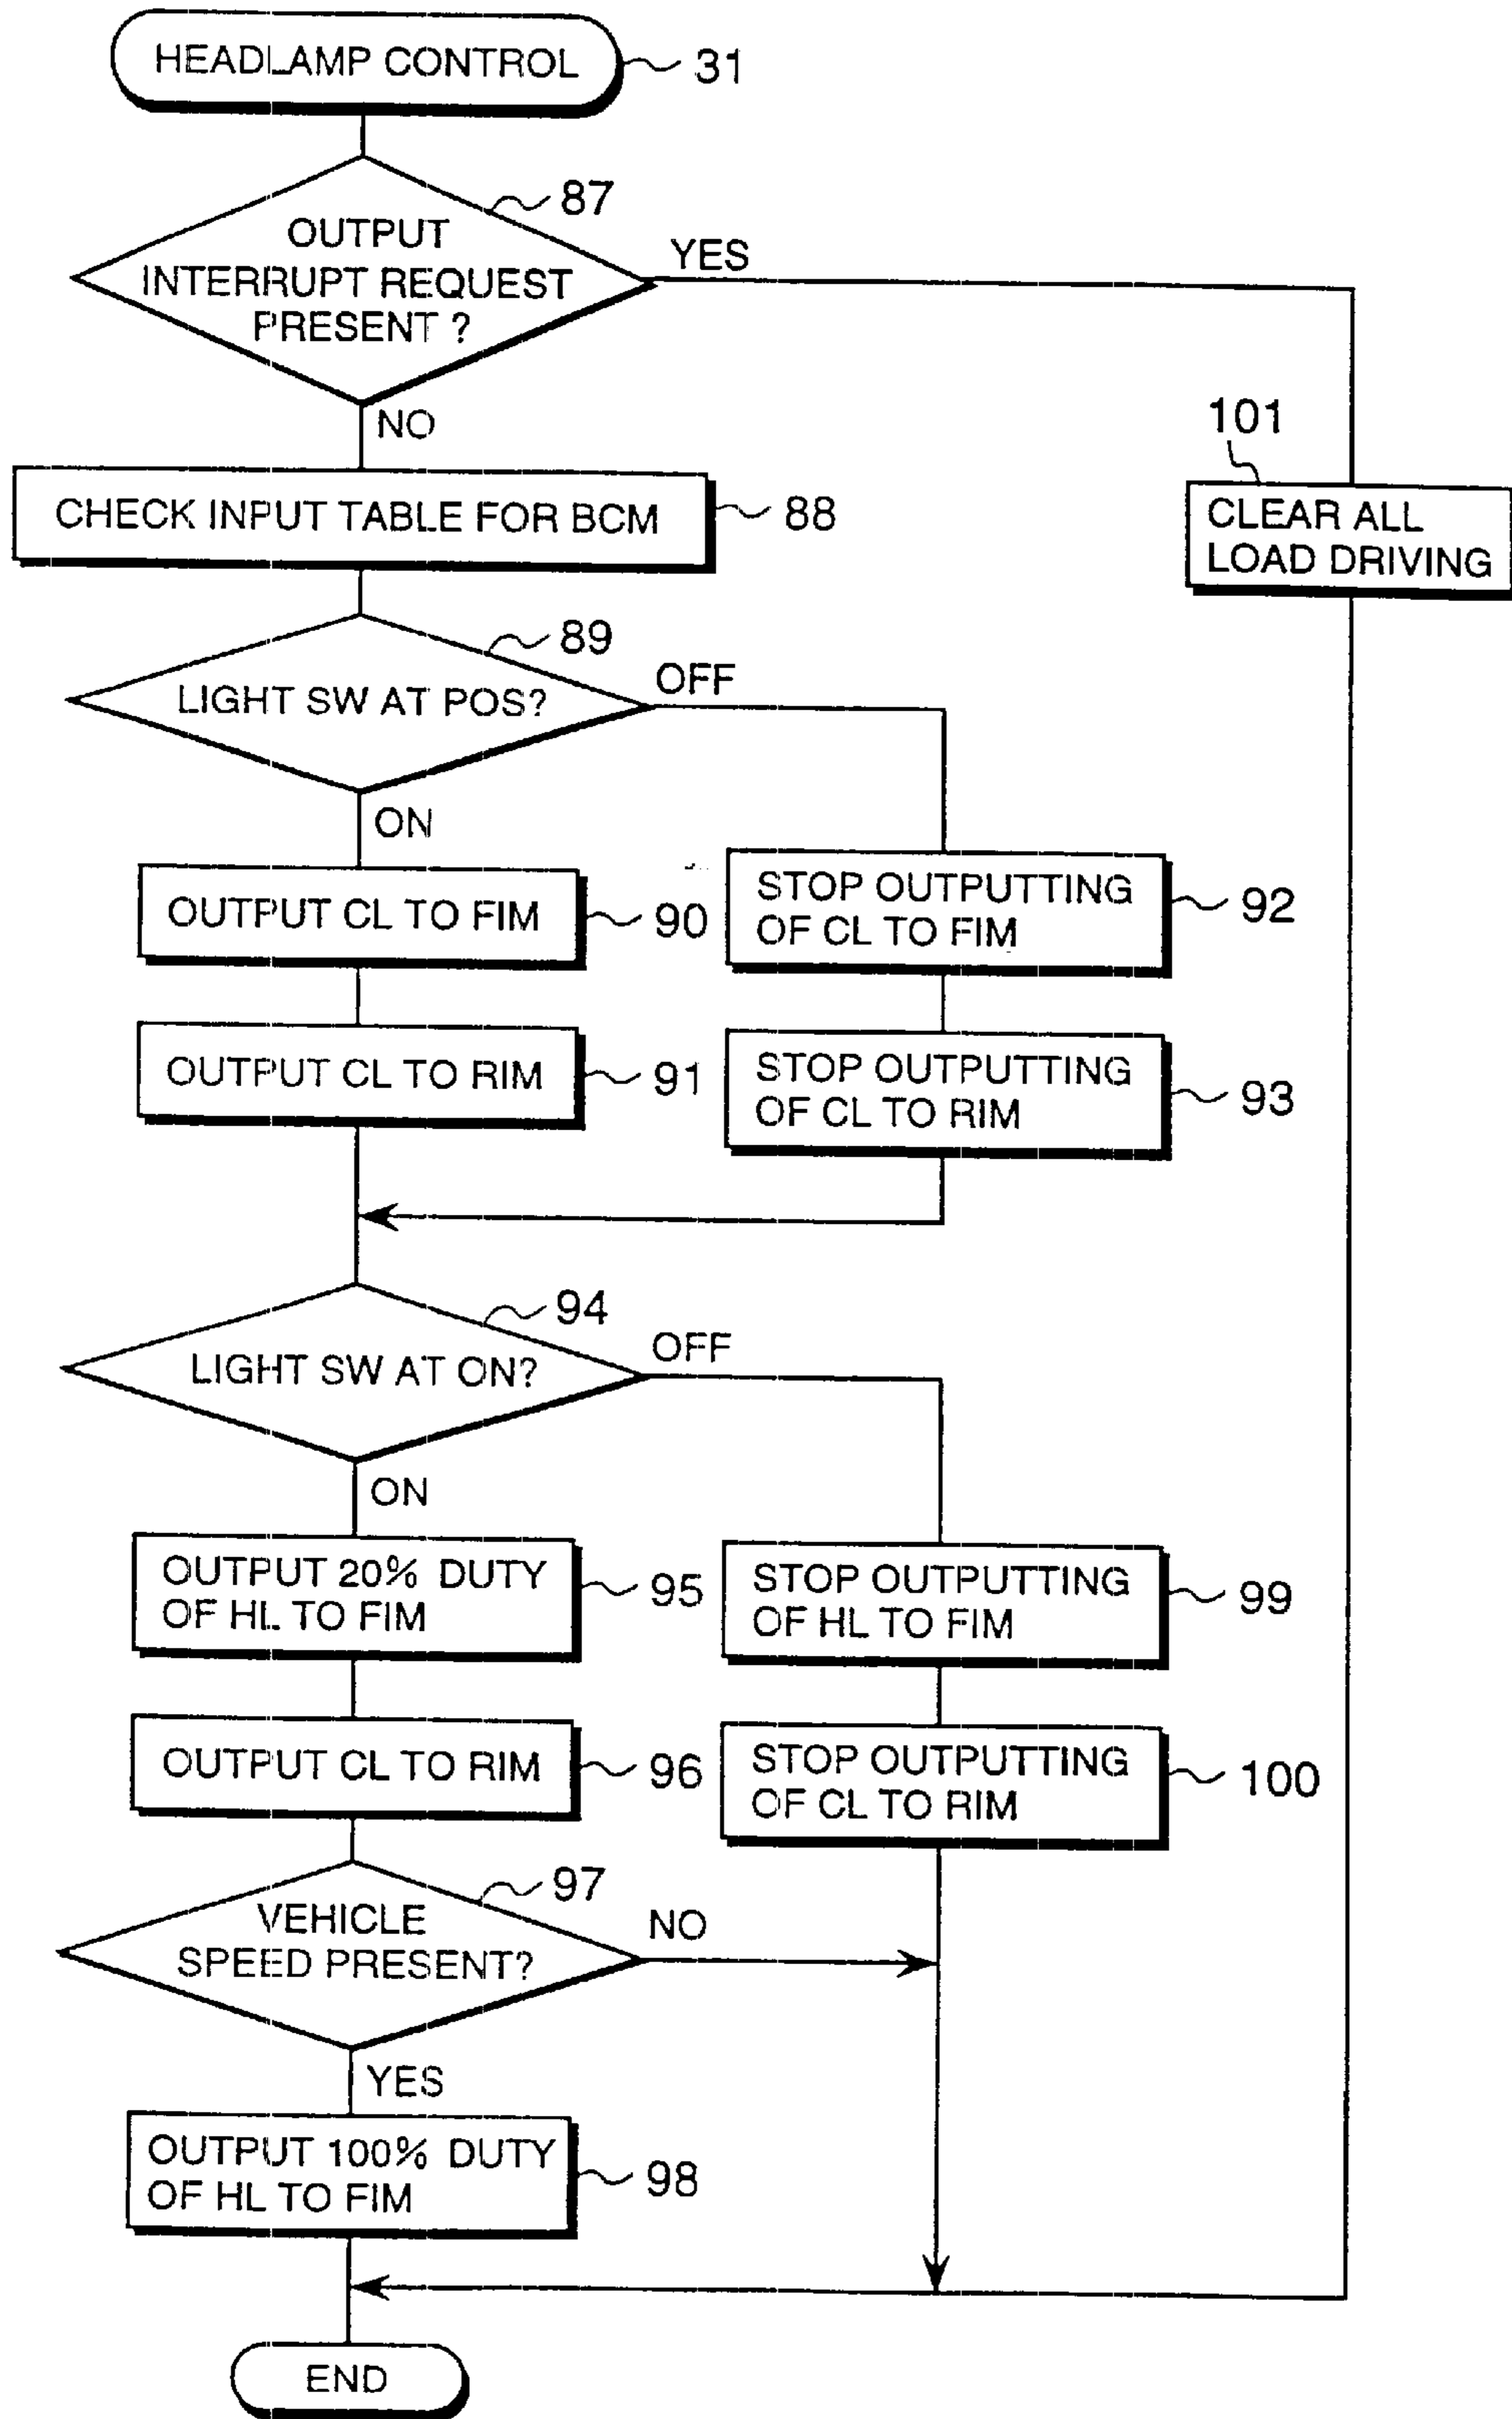 HEADLAMP CONTROL
31
87
OUTPUT
INTERRUPT REQUEST
PRESENT ?
YES
NO
101
CLEAR ALL
LOAD DRIVING
CHECK INPUT TABLE FOR BCM
88
89
LIGHT SW AT POS?
OFF
ON
OUTPUT CL TO FIM
90
STOP OUTPUTTING
OF CL TO FIM
92
OUTPUT CL TO RIM
91
STOP OUTPUTTING
OF CL TO RIM
93
94
LIGHT SW AT ON?
OFF
ON
OUTPUT 20% DUTY
OF HL TO FIM
95
STOP OUTPUTTING
OF HL TO FIM
99
OUTPUT CL TO RIM
96
STOP OUTPUTTING
OF CL TO RIM
100
97
VEHICLE
SPEED PRESENT?
NO
YES
OUTPUT 100% DUTY
OF HL TO FIM
98
END